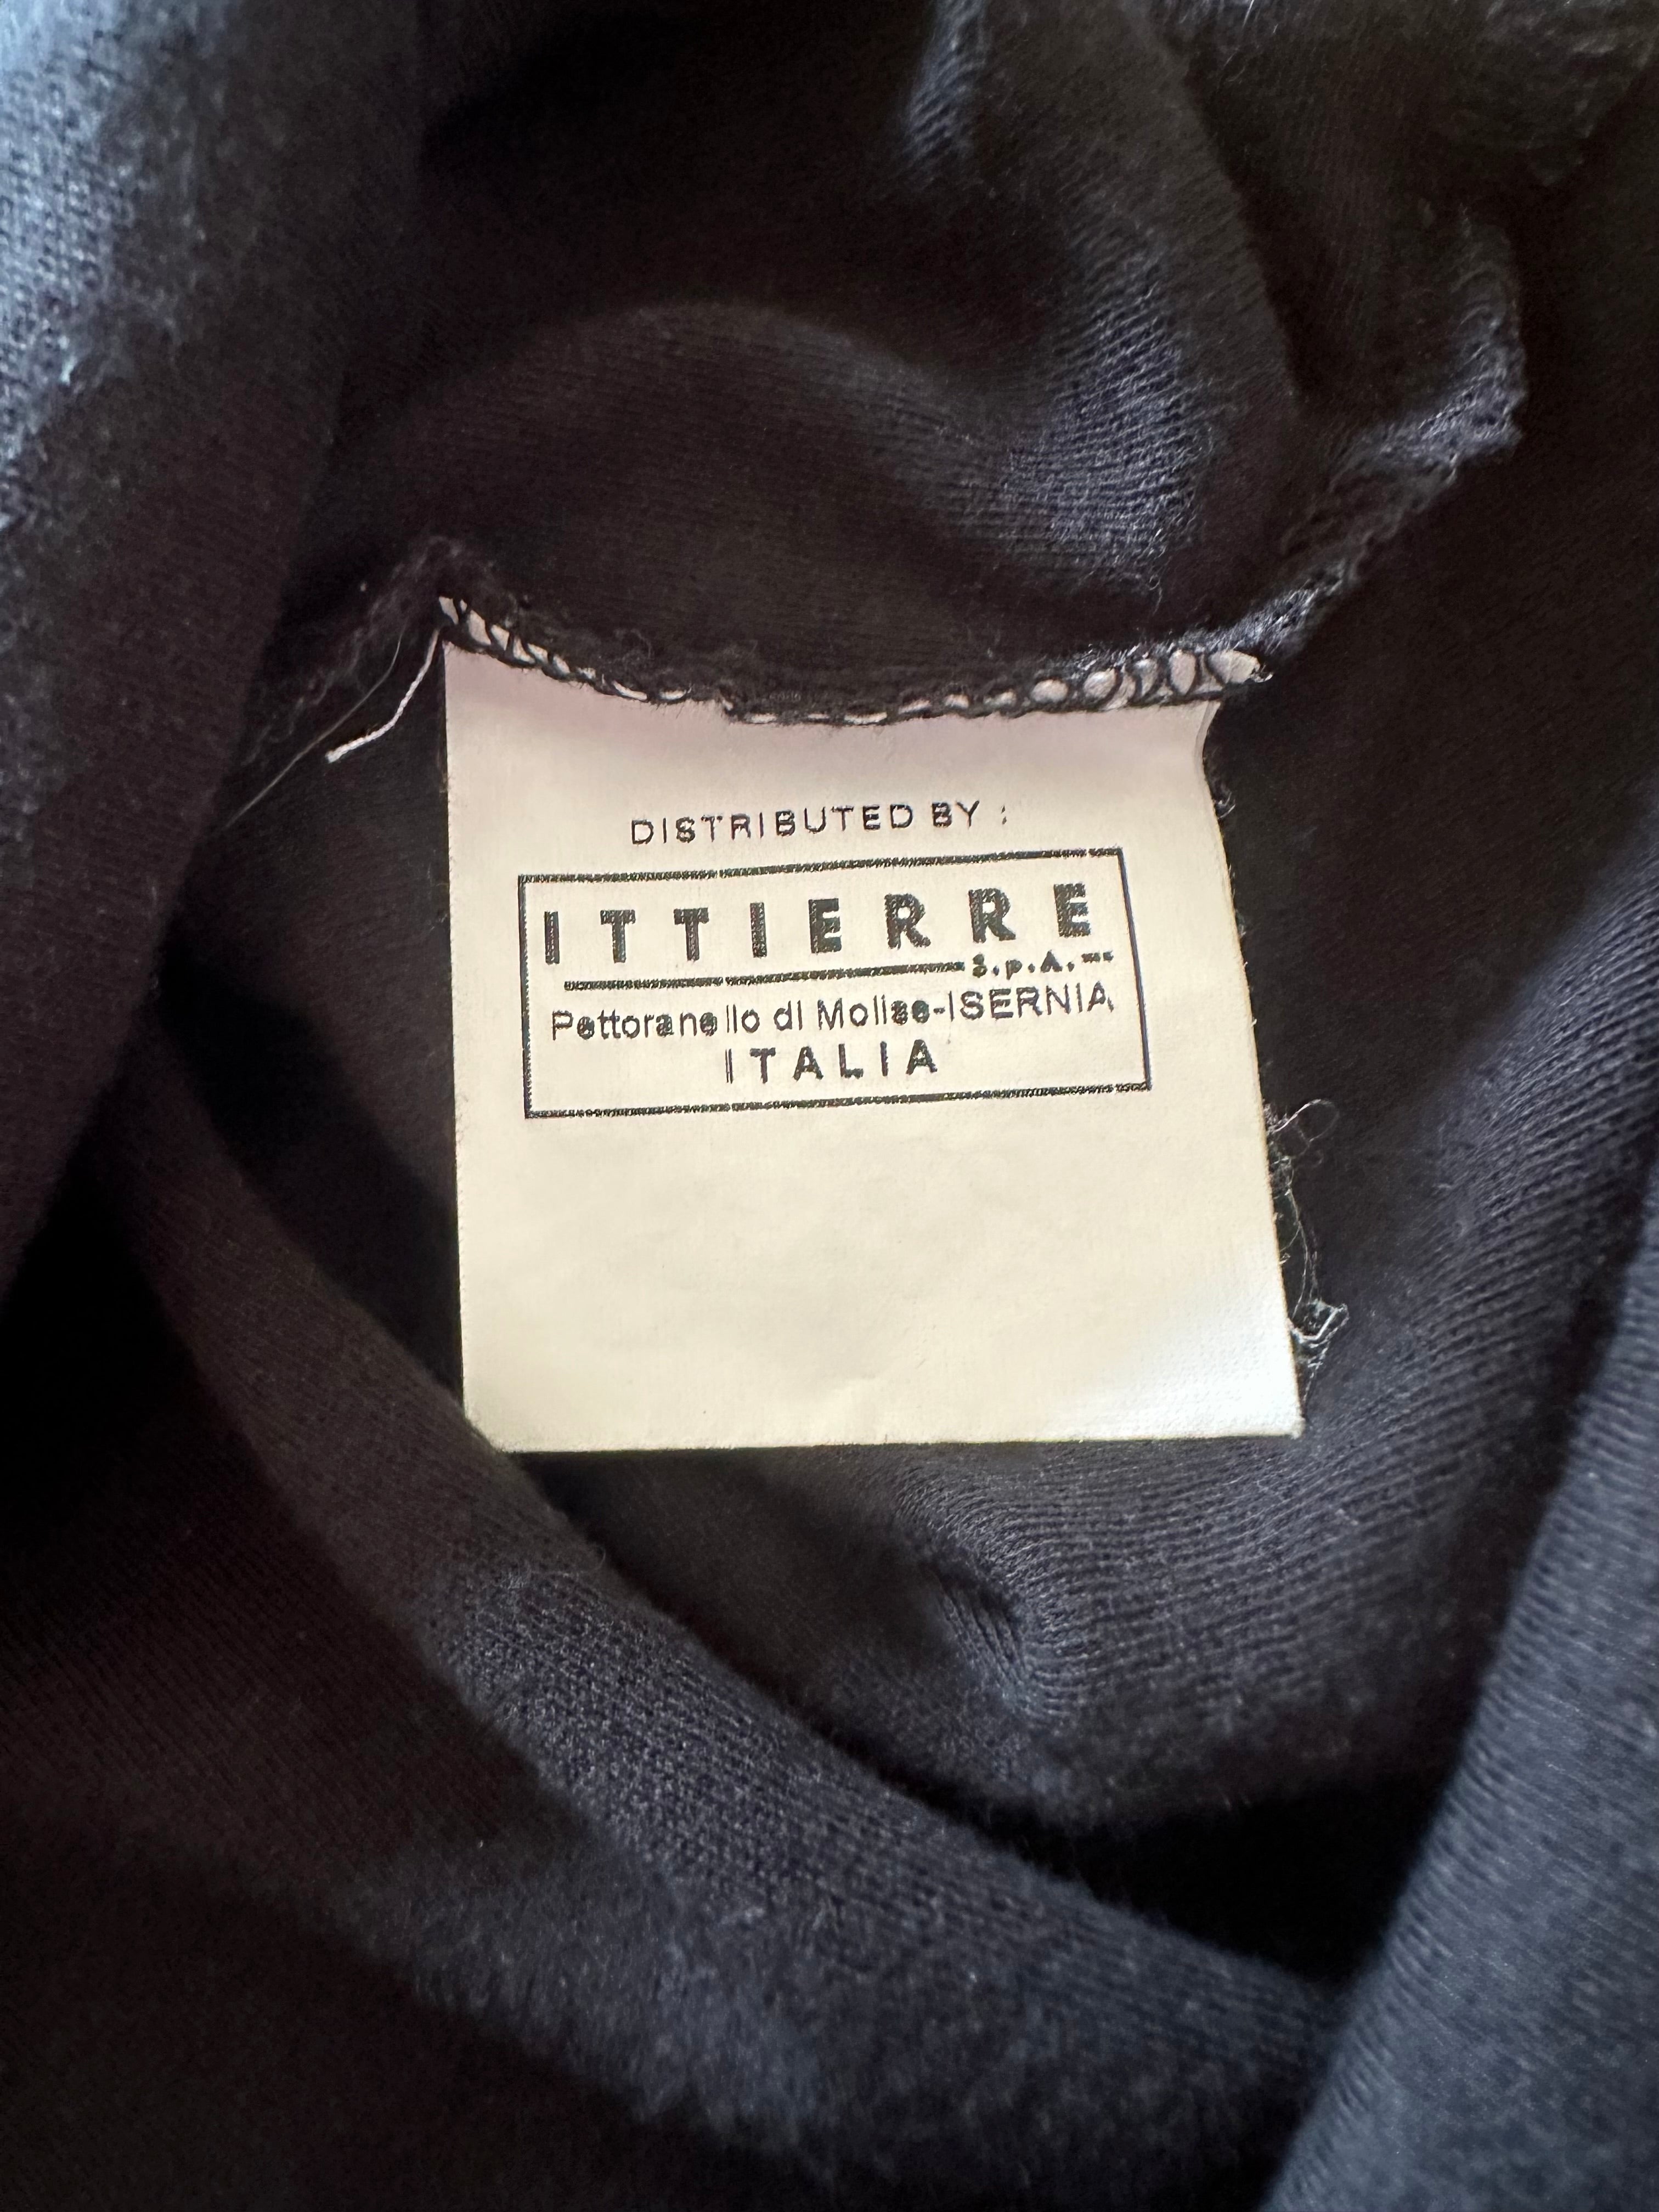 DISTRIBUTED BY :
ITTIERRE
S.p.A.
Pettoranello di Molise-ISERNIA
ITALIA